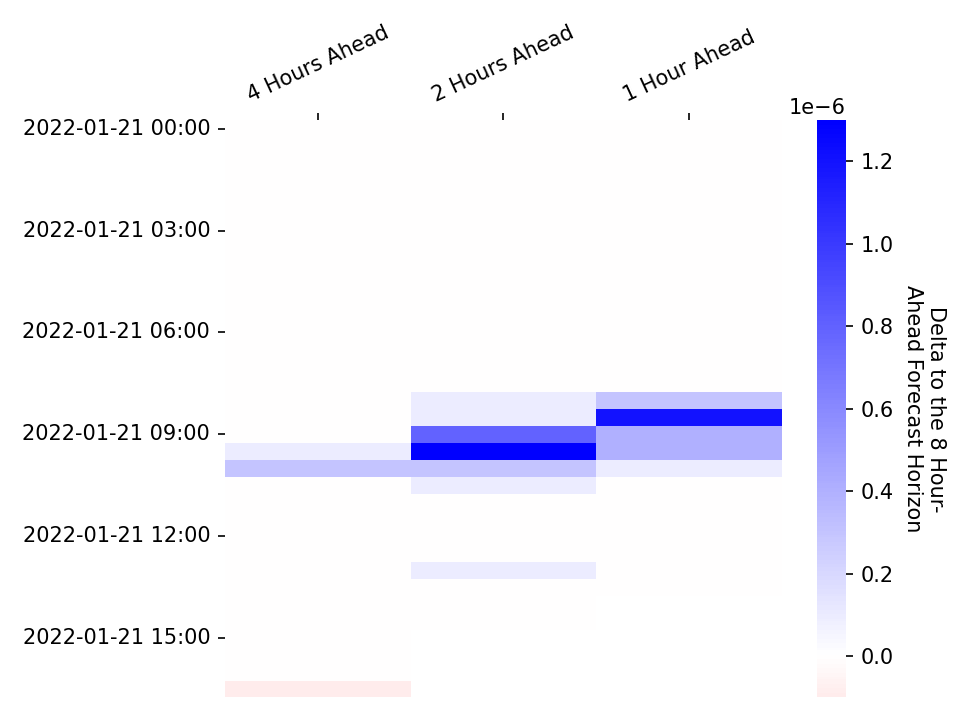 4 Hours Ahead
2 Hours Ahead
1 Hour Ahead
1e−6
2022-01-21 00:00
2022-01-21 03:00
2022-01-21 06:00
2022-01-21 09:00
2022-01-21 12:00
2022-01-21 15:00
1.2
1.0
0.8
0.6
0.4
0.2
0.0
Delta to the 8 Hour-
Ahead Forecast Horizon